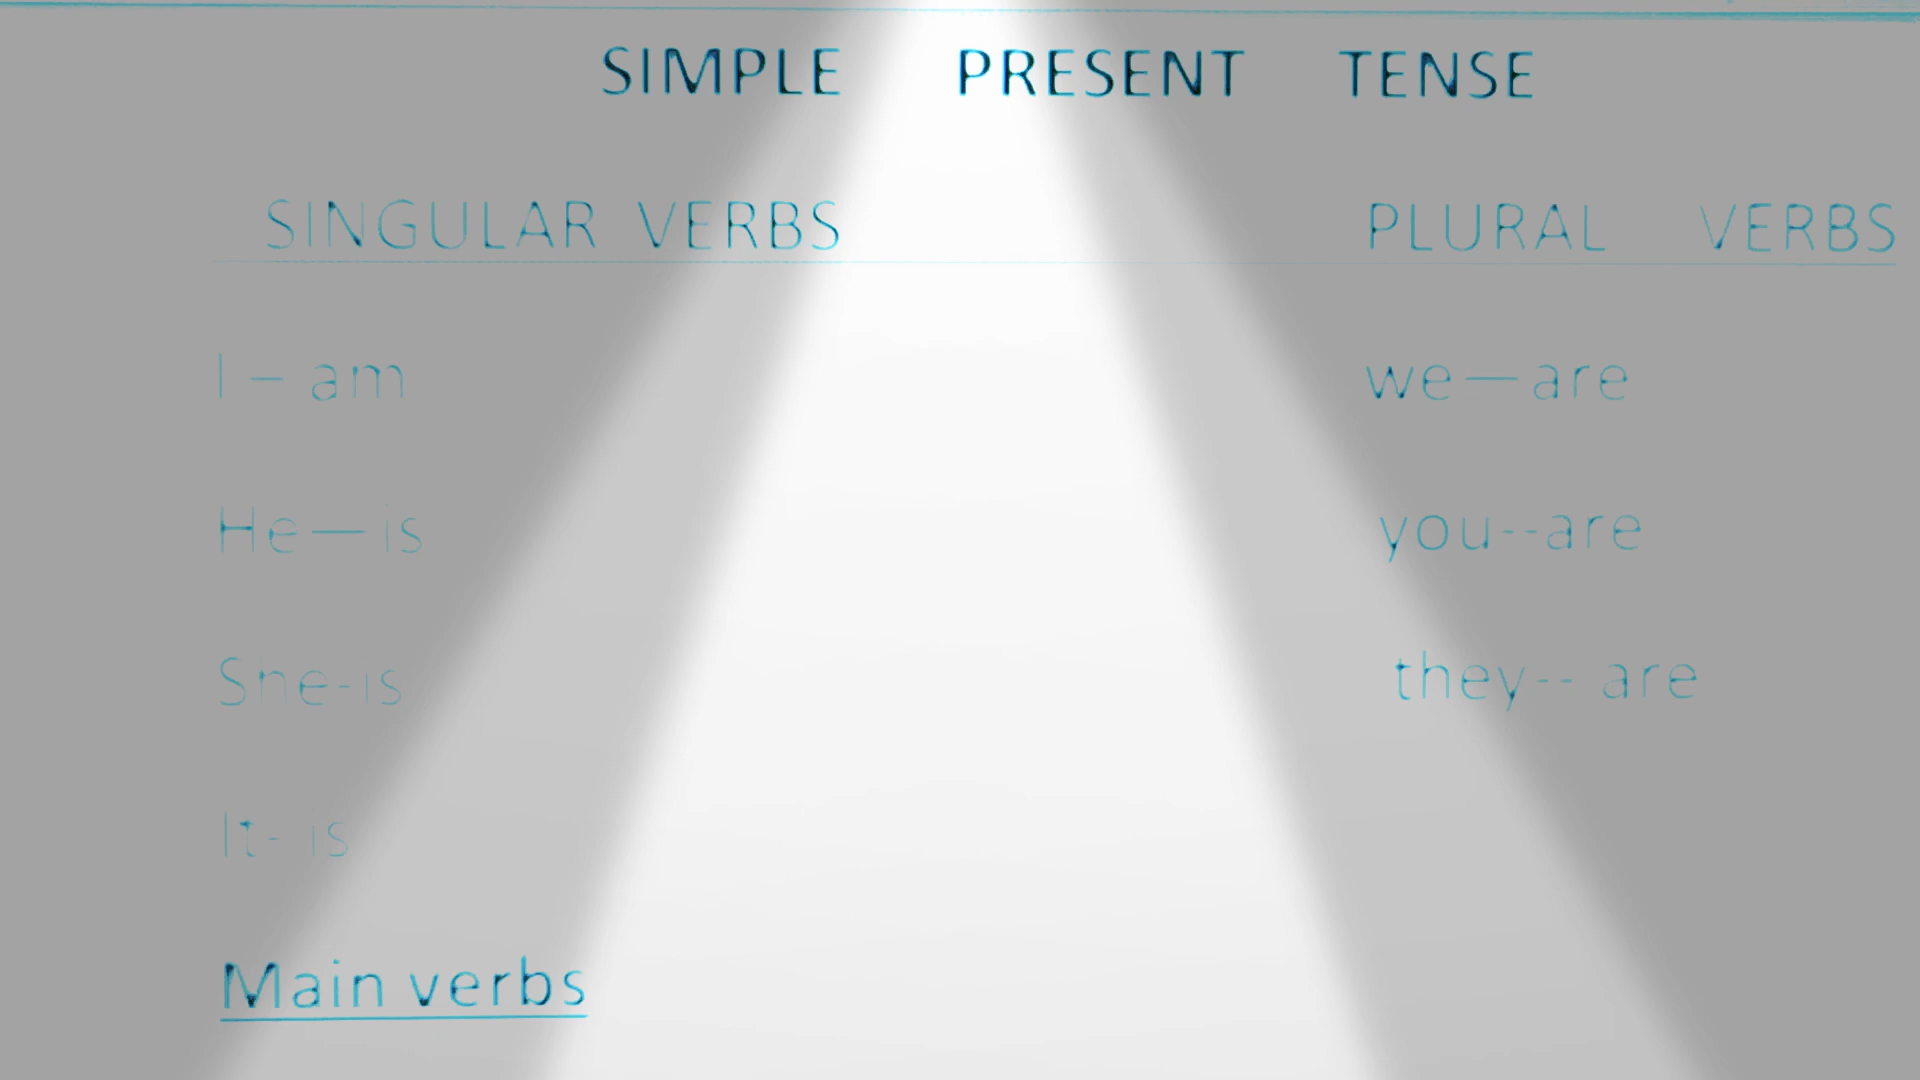 SIMPLE PRESENT TENSE
SINGULAR VERBS PLURAL VERBS
I – am we—are
He—is you--are
She-is they-- are
It- is
Main verbs